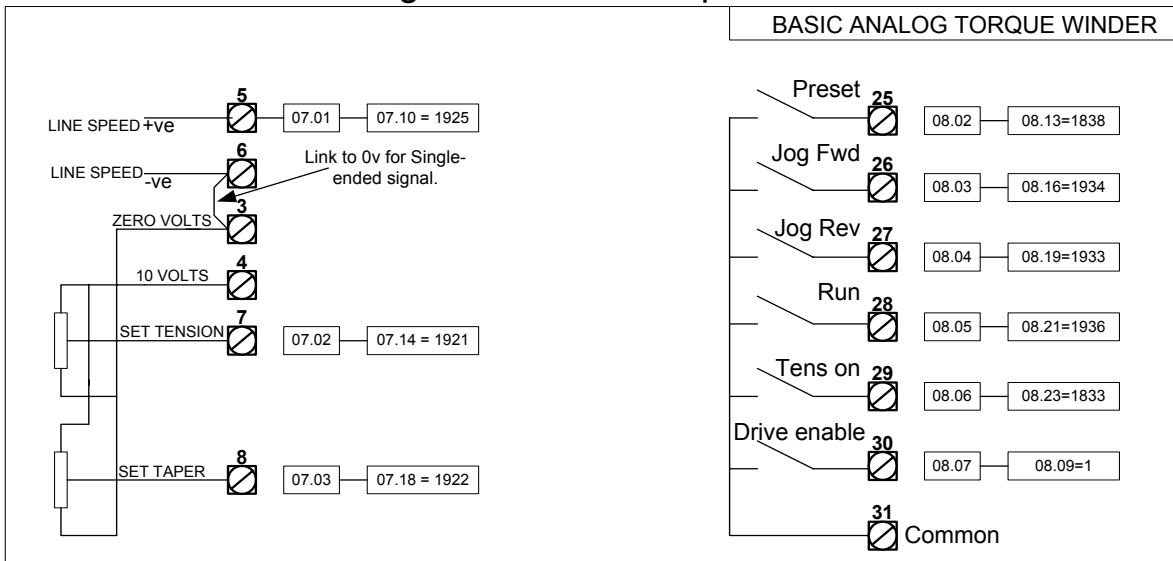 BASIC ANALOG TORQUE WINDER
5
LINE SPEED +ve
07.01
07.10 = 1925
6
LINE SPEED -ve
Link to 0v for Single-
ended signal.
3
ZERO VOLTS
4
10 VOLTS
7
SET TENSION
07.02
07.14 = 1921
8
SET TAPER
07.03
07.18 = 1922
Preset
25
08.02
08.13=1838
Jog Fwd
26
08.03
08.16=1934
Jog Rev
27
08.04
08.19=1933
Run
28
08.05
08.21=1936
Tens on
29
08.06
08.23=1833
Drive enable
30
08.07
08.09=1
31
Common